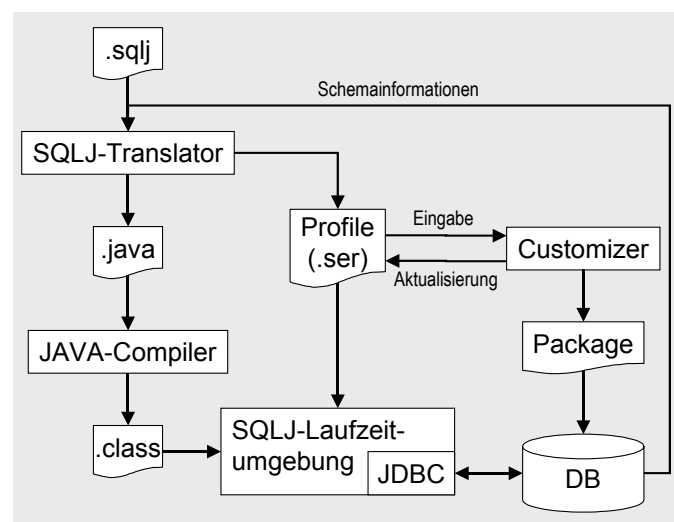 .sqlj
Schemainformationen
SQLJ-Translator
Profile
(.ser)
Eingabe
Aktualisierung
Customizer
.java
JAVA-Compiler
Package
.class
SQLJ-Laufzeit-
umgebung
JDBC
DB